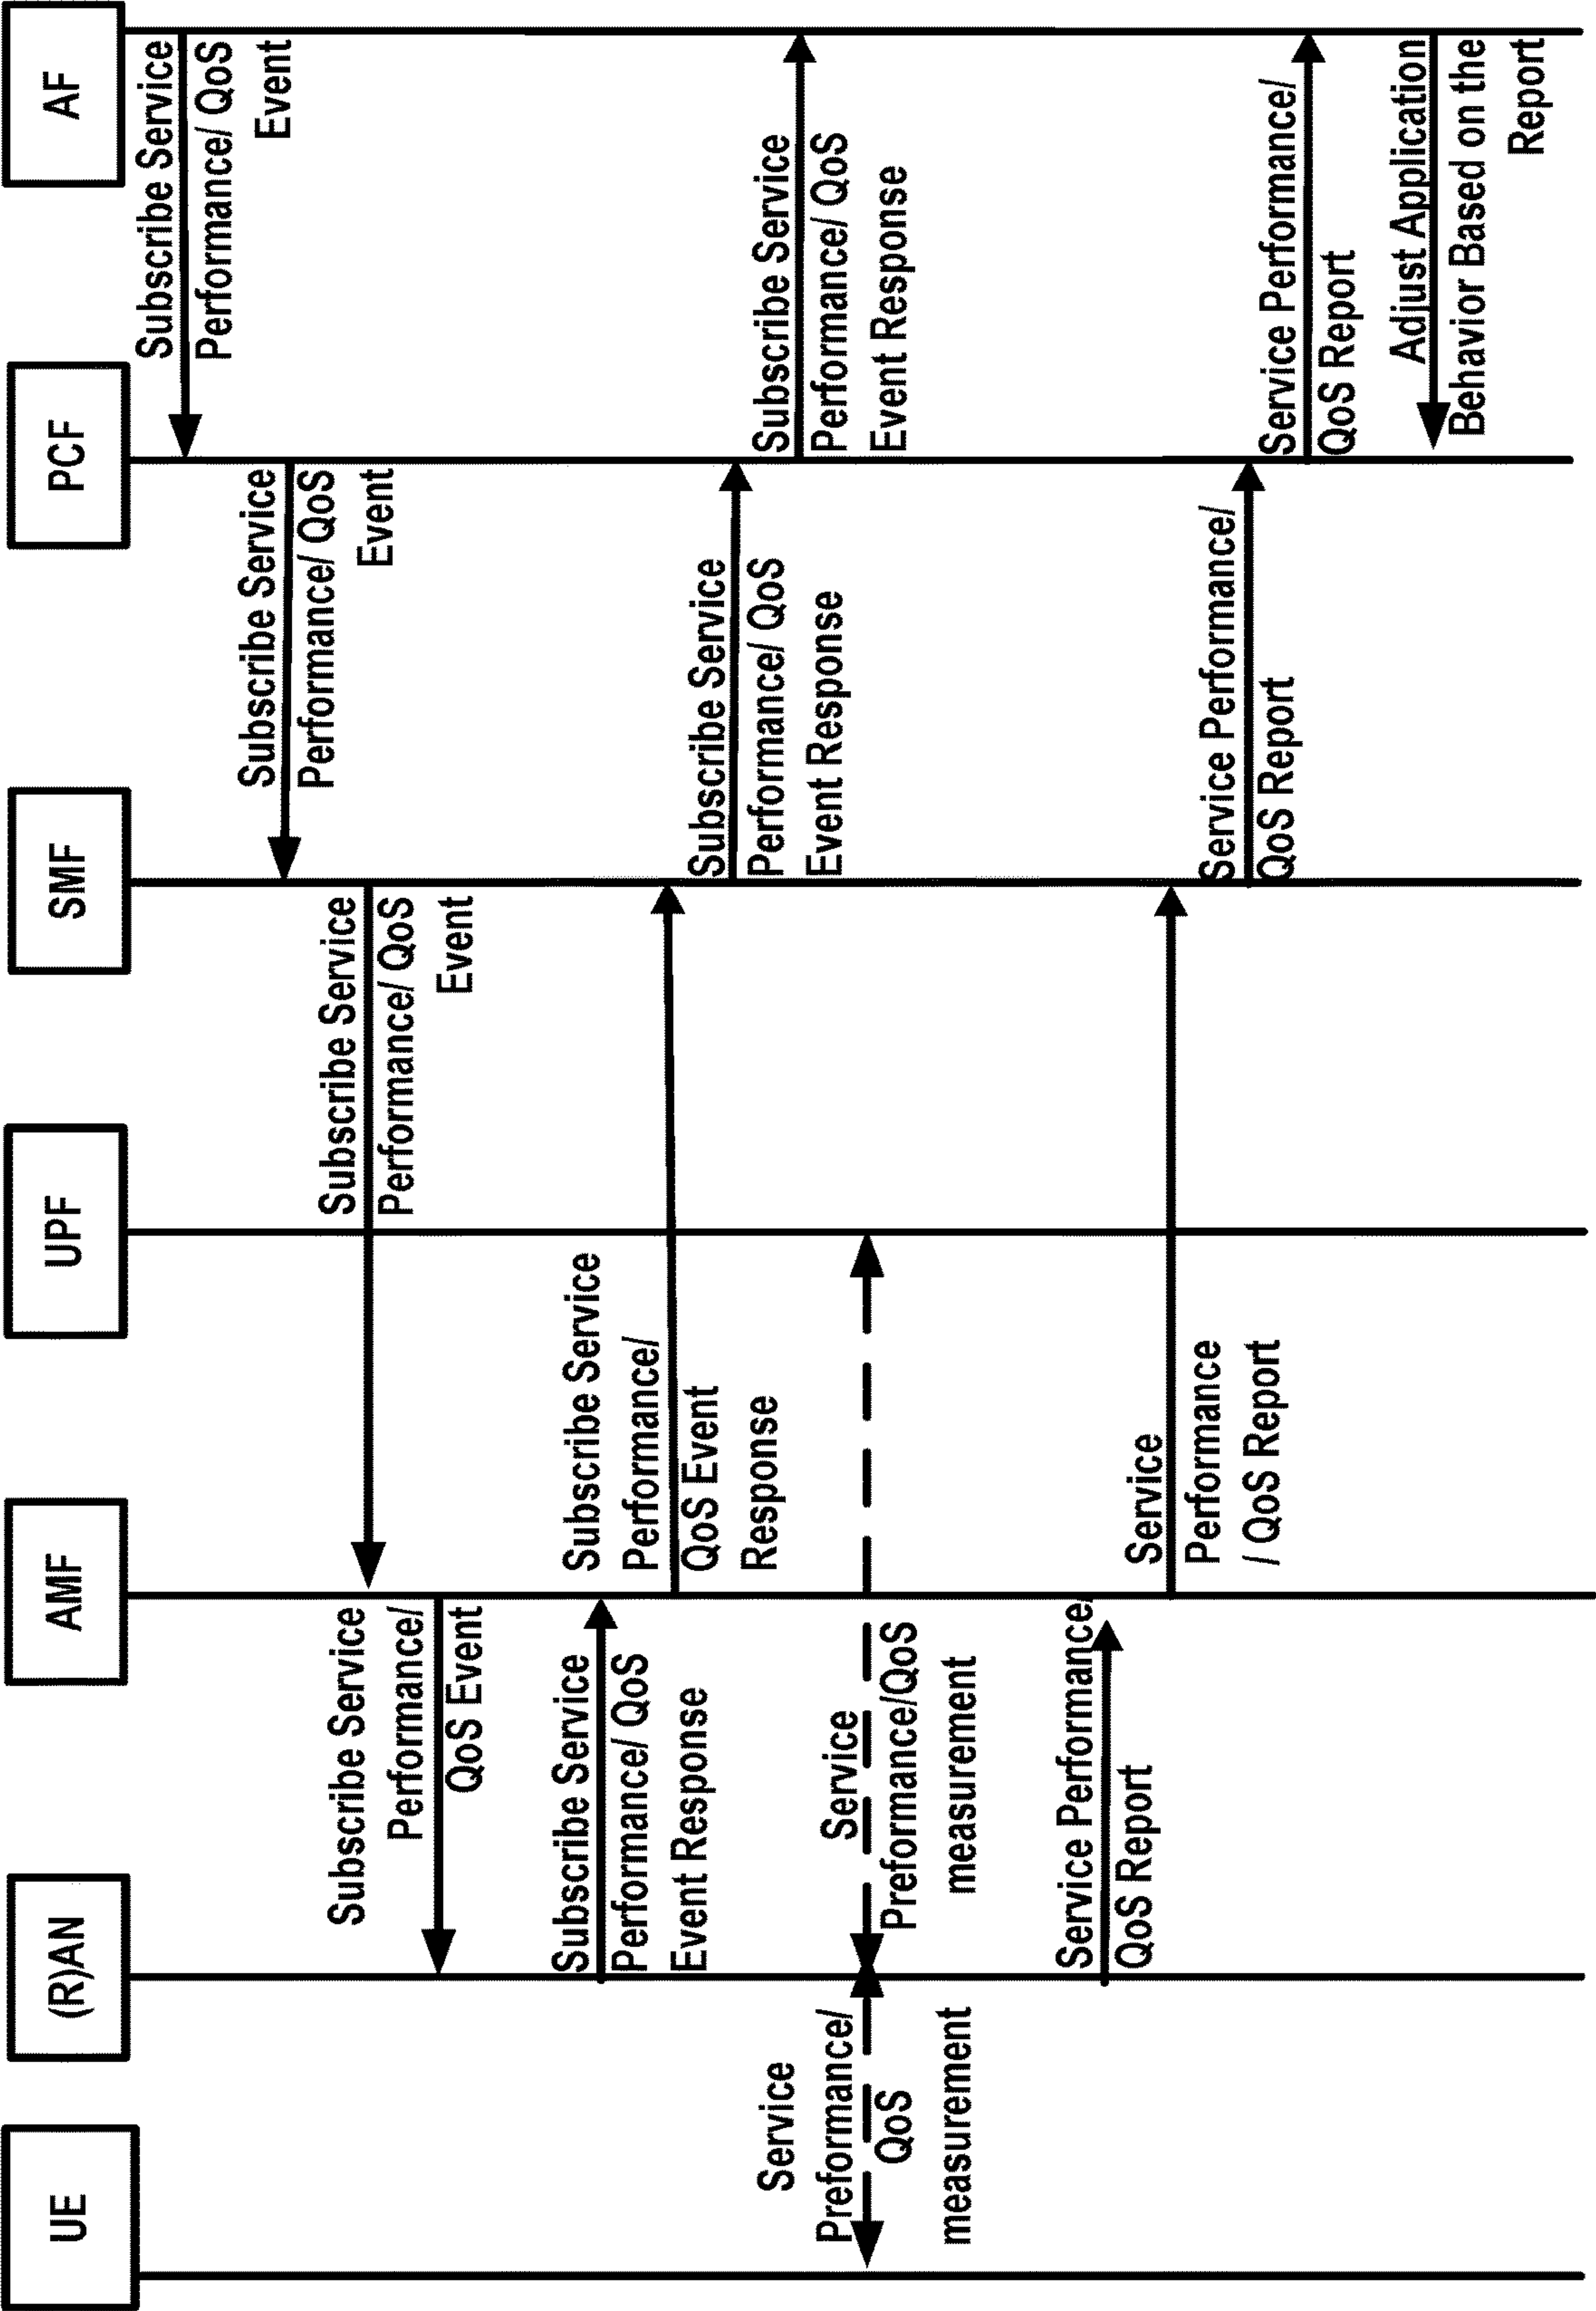 UE
(R)AN
AMF
UPF
SMF
PCF
AF
Subscribe Service
Performance/ QoS
Event
Subscribe Service
Performance/ QoS
Event
Subscribe Service
Performance/ QoS
Event
Subscribe Service
Performance/
QoS Event
Subscribe Service
Performance/ QoS
Event Response
Subscribe Service
Performance/
QoS Event
Response
Subscribe Service
Performance/ QoS
Event Response
Subscribe Service
Performance/ QoS
Event Response
Service
Preformance/
QoS
measurement
Service
Preformance/QoS
measurement
Service Performance/
QoS Report
Service
Performance
/ QoS Report
Service Performance/
QoS Report
Service Performance/
QoS Report
Adjust Application
Behavior Based on the
Report